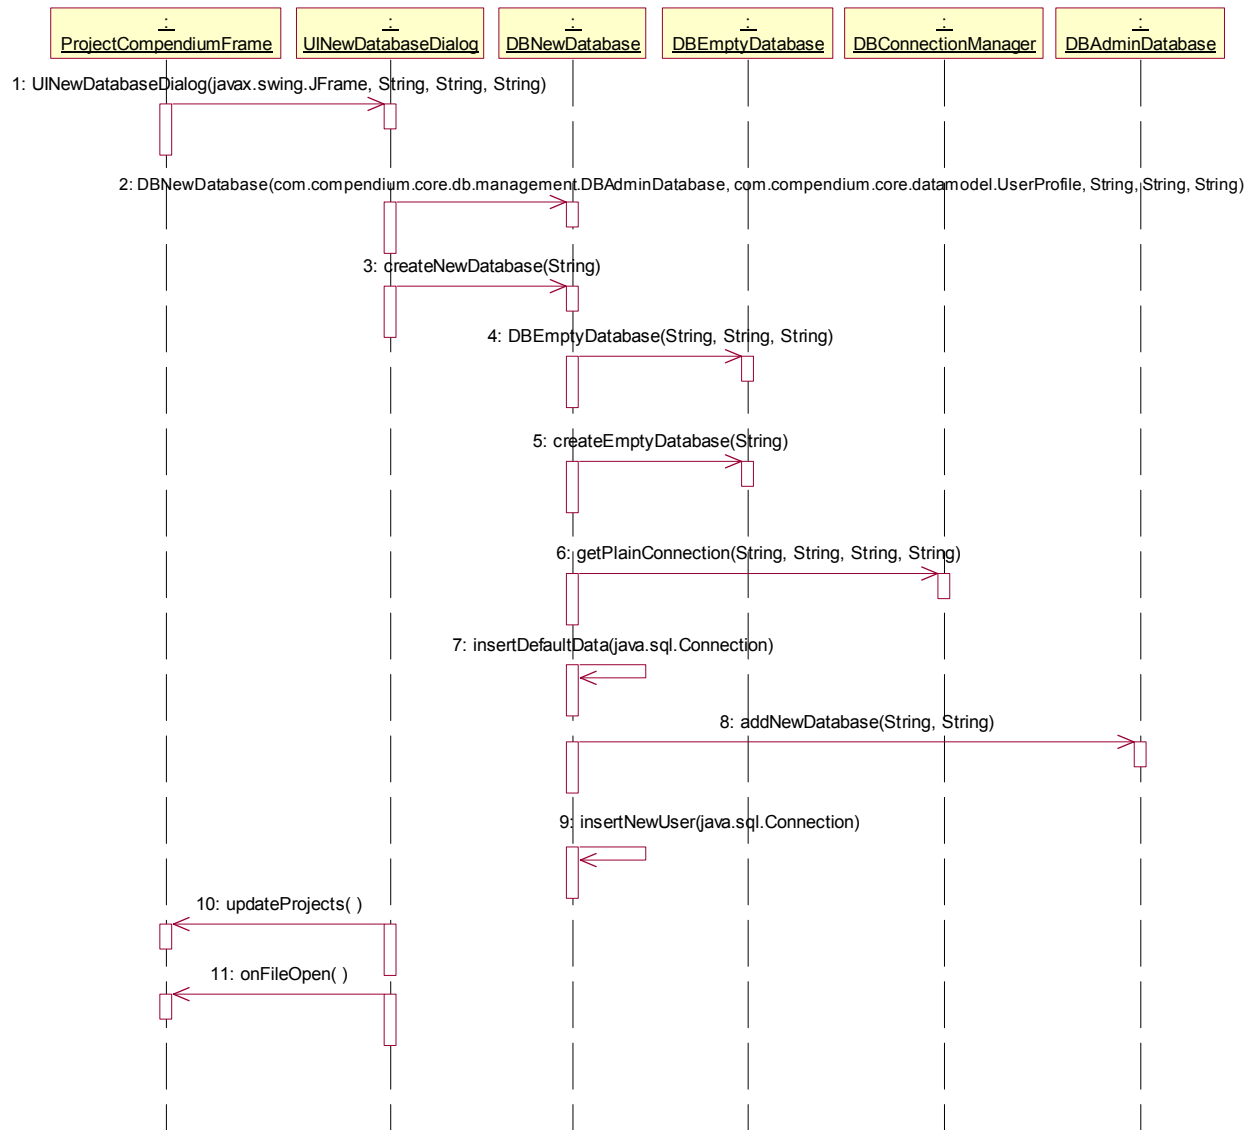 :
ProjectCompendiumFrame
:
UINewDatabaseDialog
:
DBNewDatabase
:
DBEmptyDatabase
:
DBConnectionManager
:
DBAdminDatabase
1: UINewDatabaseDialog(javax.swing.JFrame, String, String, String)
2: DBNewDatabase(com.compendium.core.db.management.DBAdminDatabase, com.compendium.core.datamodel.UserProfile, String, String, String)
3: createNewDatabase(String)
4: DBEmptyDatabase(String, String, String)
5: createEmptyDatabase(String)
6: getPlainConnection(String, String, String, String)
7: insertDefaultData(java.sql.Connection)
8: addNewDatabase(String, String)
9: insertNewUser(java.sql.Connection)
10: updateProjects( )
11: onFileOpen( )